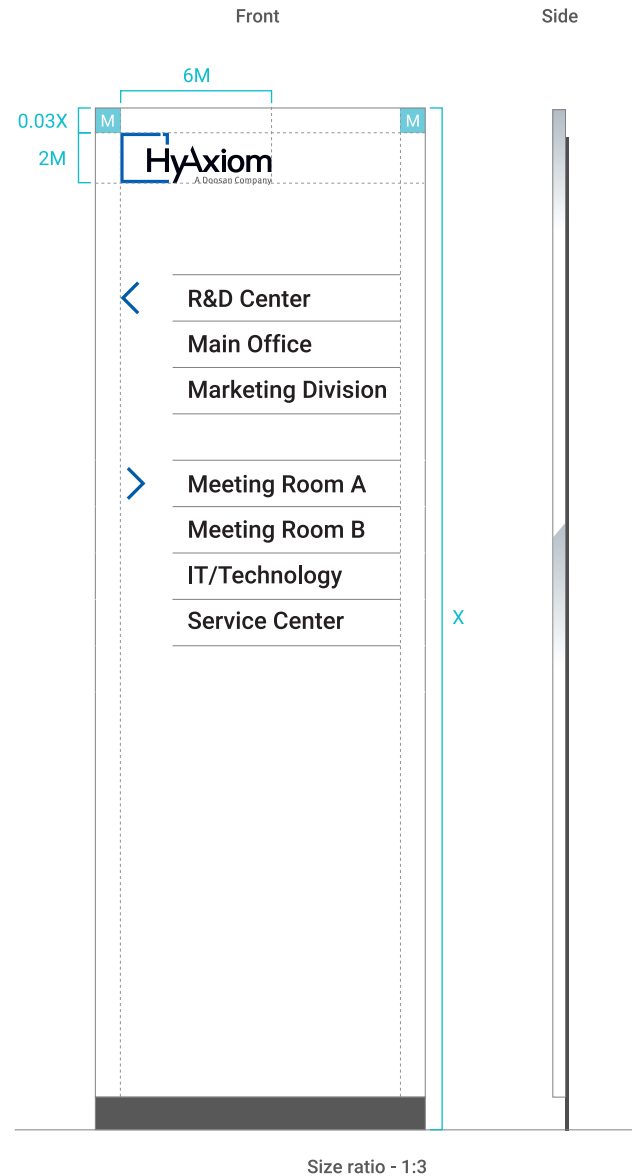 Front
Side
6M
0.03X
M
M
2M
HyAxiom
A Doosan Company
R&D Center
Main Office
Marketing Division
Meeting Room A
Meeting Room B
IT/Technology
Service Center
X
Size ratio - 1:3